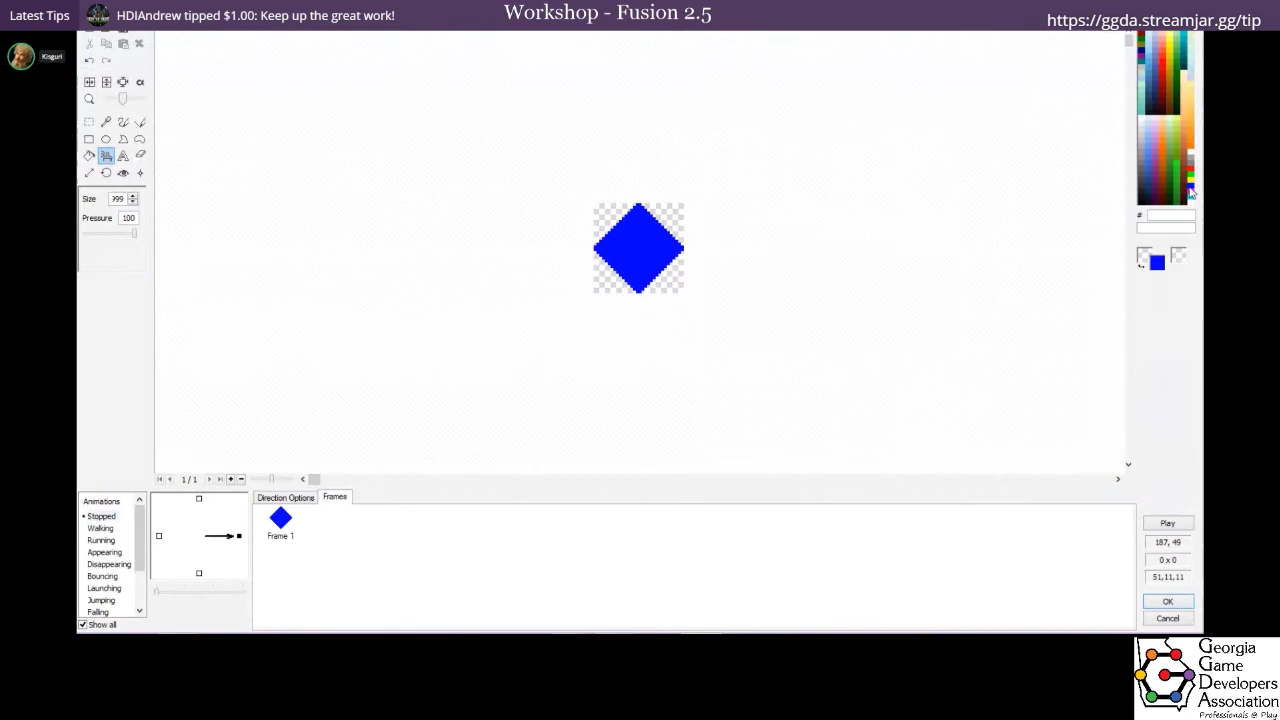 Latest Tips
HDIAndrew tipped $1.00: Keep up the great work!
Workshop - Fusion 2.5
https://ggda.streamjar.gg/tip
Kisguri
Size 999
Pressure 100
#
1/1
Animations
Stopped
Walking
Running
Appearing
Disappearing
Bouncing
Launching
Jumping
Falling
Show all
Direction Options
Frames
Frame 1
Play
187, 49
0 x 0
51,11,11
OK
Cancel
Georgia
Game
Developers
Association
Professionals @ Play